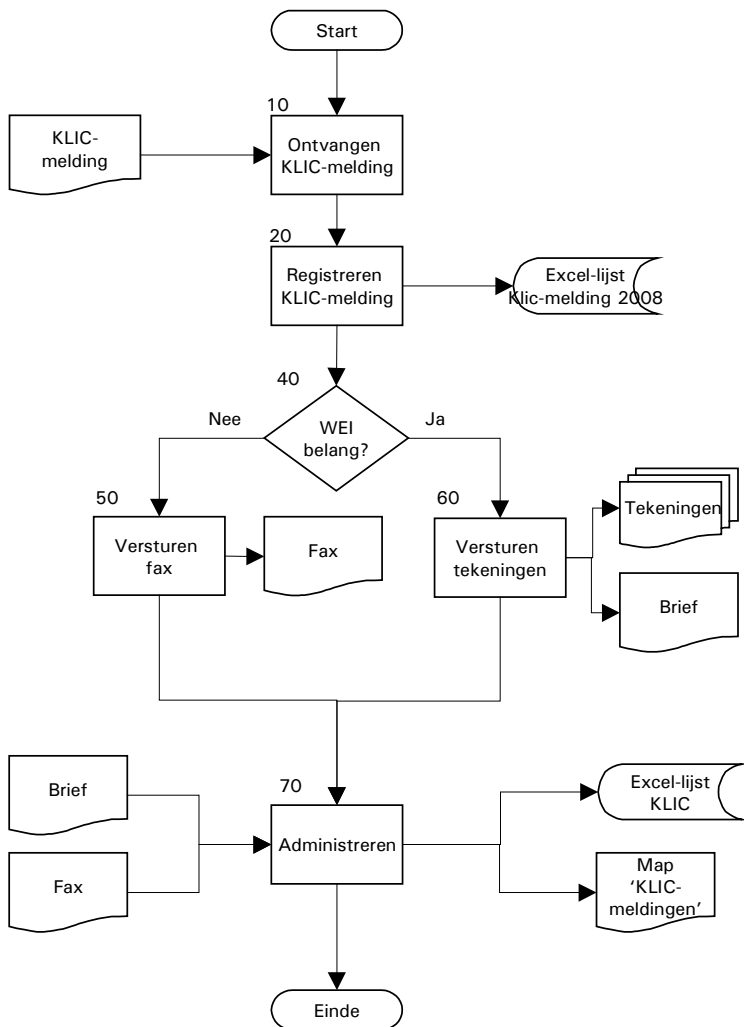 Start
10
KLIC-
melding
Ontvangen
KLIC-melding
20
Registreren
KLIC-melding
Excel-lijst
Klic-melding 2008
40
Nee
WEI
belang?
Ja
50
Versturen
fax
Fax
60
Versturen
tekeningen
Tekeningen
Brief
Brief
Fax
70
Administreren
Excel-lijst
KLIC
Map
‘KLIC-
meldingen’
Einde